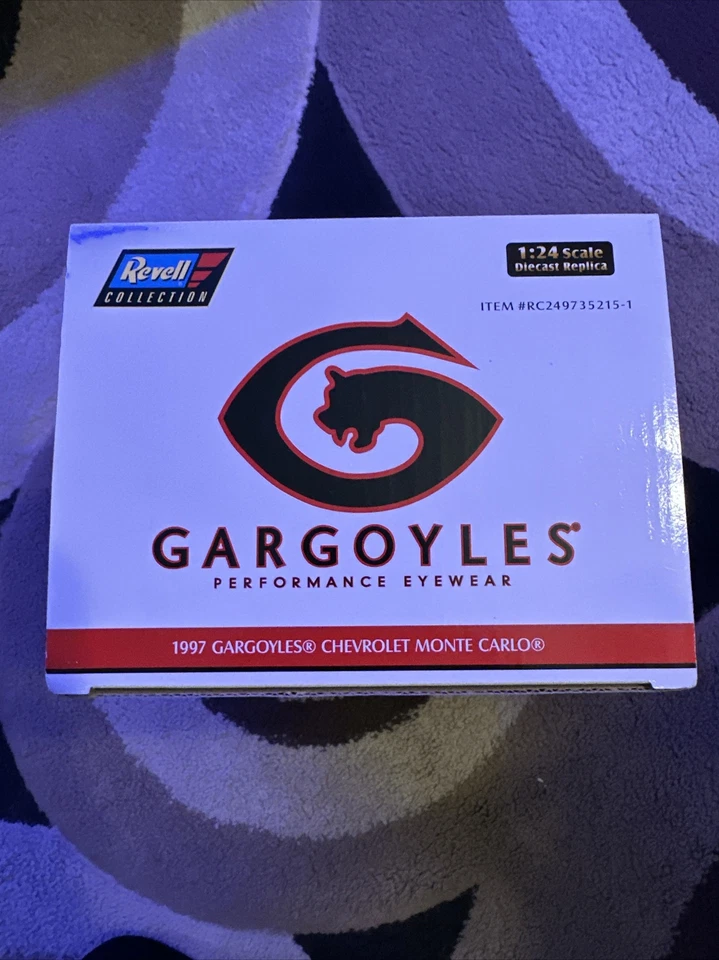 Revell
COLLECTION
1:24 Scale
Diecast Replica
ITEM #RC249735215-1
GARGOYLES®
PERFORMANCE EYEWEAR
1997 GARGOYLES® CHEVROLET MONTE CARLO®